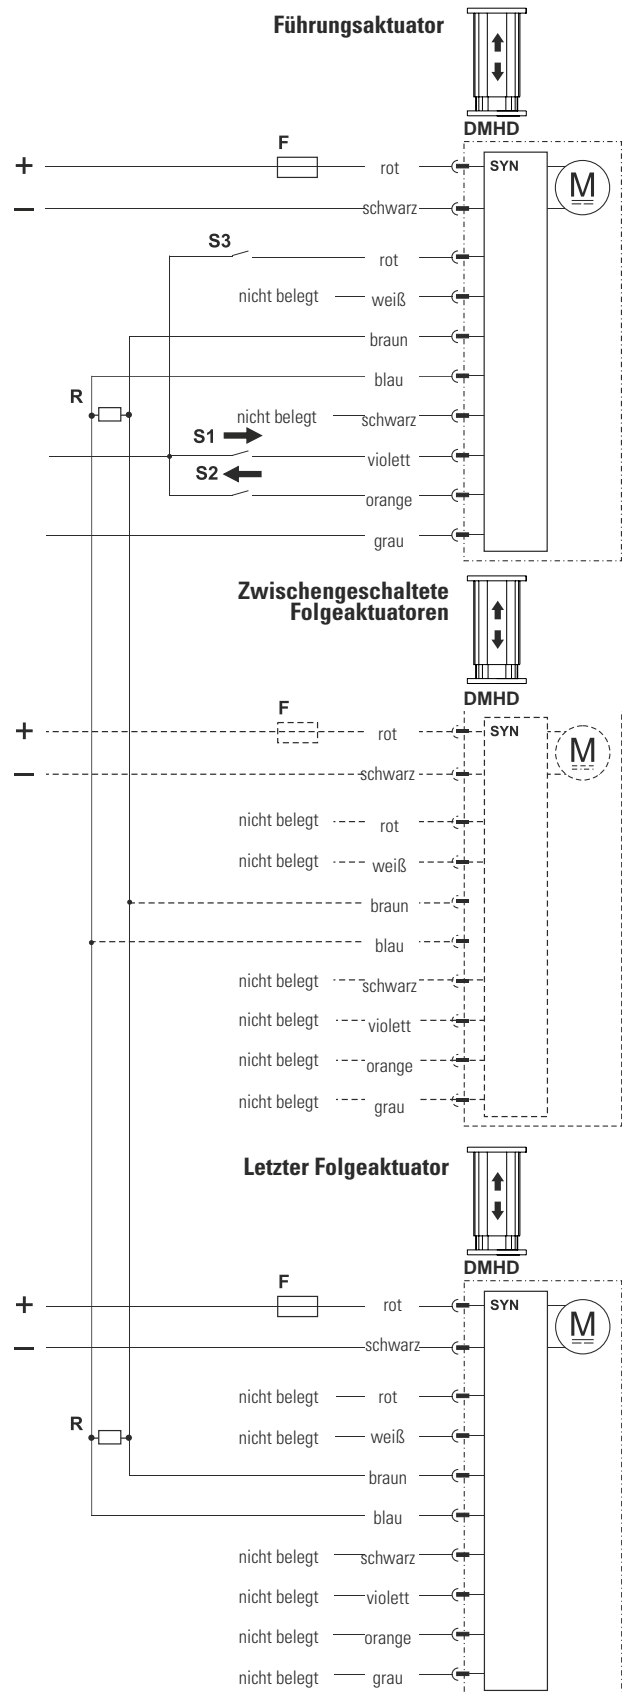 Führungsaktuator
DMHD
F
+ rot SYN M
– schwarz
S3
rot
nicht belegt weiß
braun
blau
R
nicht belegt schwarz
S1
violett
S2
orange
grau
Zwischengeschaltete
Folgeaktuatoren
DMHD
F
+ rot SYN M
– schwarz
nicht belegt rot
nicht belegt weiß
braun
blau
nicht belegt schwarz
nicht belegt violett
nicht belegt orange
nicht belegt grau
Letzter Folgeaktuator
DMHD
F
+ rot SYN M
– schwarz
nicht belegt rot
R
nicht belegt weiß
braun
blau
nicht belegt schwarz
nicht belegt violett
nicht belegt orange
nicht belegt grau